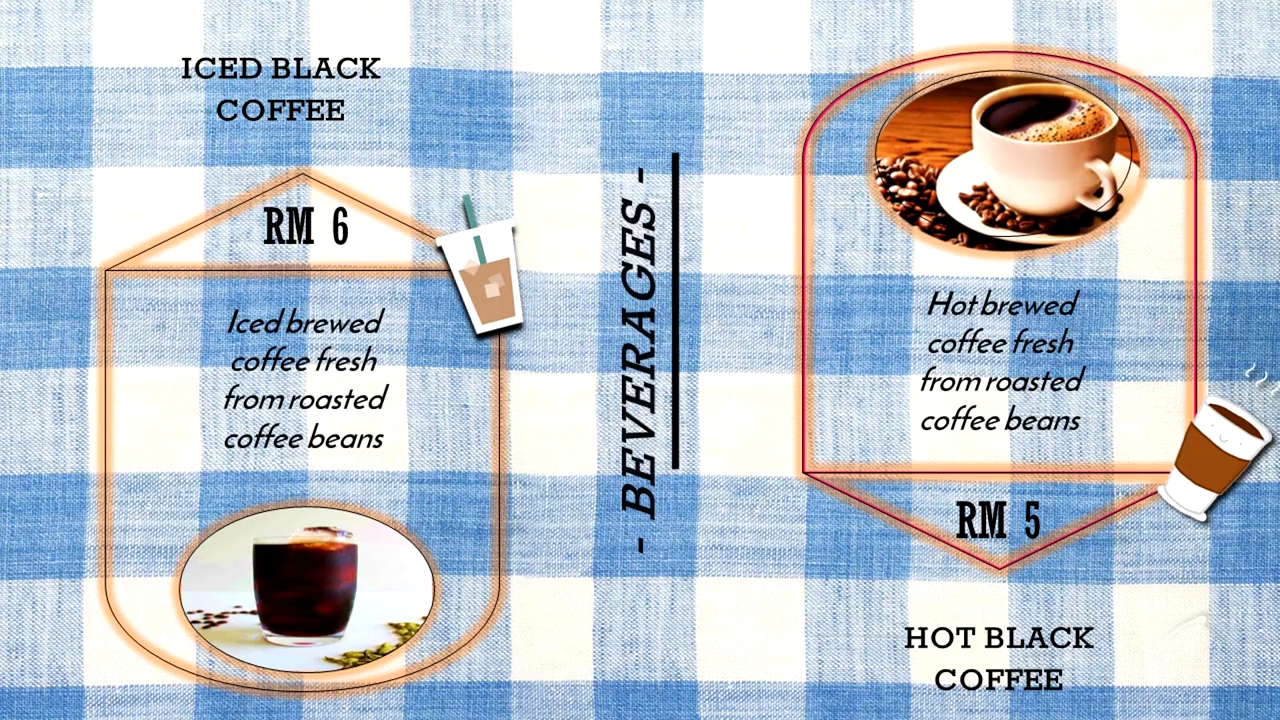 ICED BLACK
COFFEE
RM 6
Iced brewed
coffee fresh
from roasted
coffee beans
- BEVERAGES -
Hot brewed
coffee fresh
from roasted
coffee beans
RM 5
HOT BLACK
COFFEE